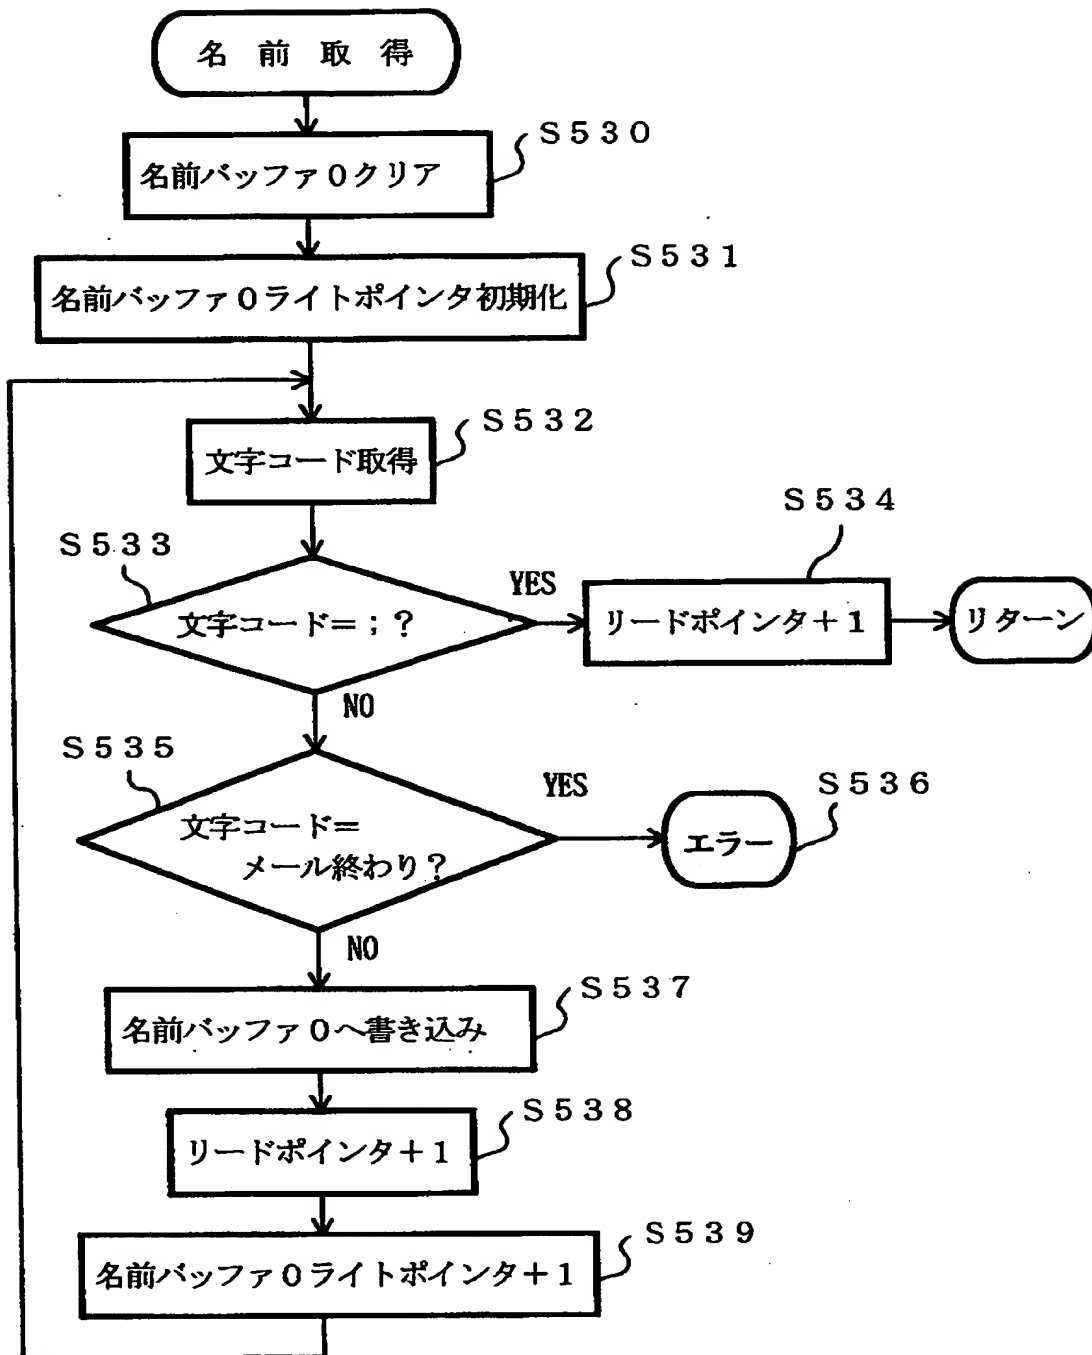 名前取得
S530
名前バッファ0クリア
S531
名前バッファ0ライトポインタ初期化
S532
文字コード取得
S533
文字コード=;?
YES
S534
リードポインタ+1
リターン
NO
S535
文字コード=
メール終わり?
YES
S536
エラー
NO
S537
名前バッファ0へ書き込み
S538
リードポインタ+1
S539
名前バッファ0ライトポインタ+1